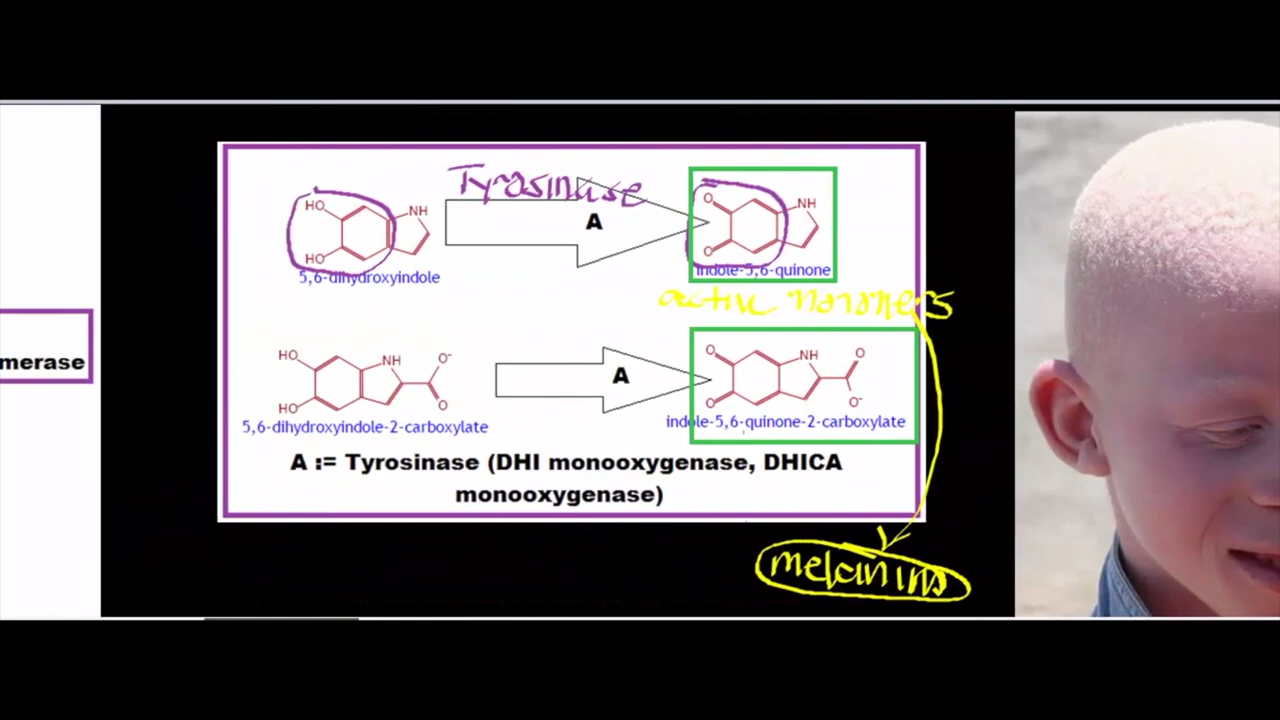 merase
Tyrosinase
HO
NH
HO
5,6-dihydroxyindole
A
O
NH
O
indole-5,6-quinone
active monomers
HO
NH
O-
HO
O
5,6-dihydroxyindole-2-carboxylate
A
O
NH
O
O
O-
indole-5,6-quinone-2-carboxylate
A := Tyrosinase (DHI monooxygenase, DHICA
monooxygenase)
melanins